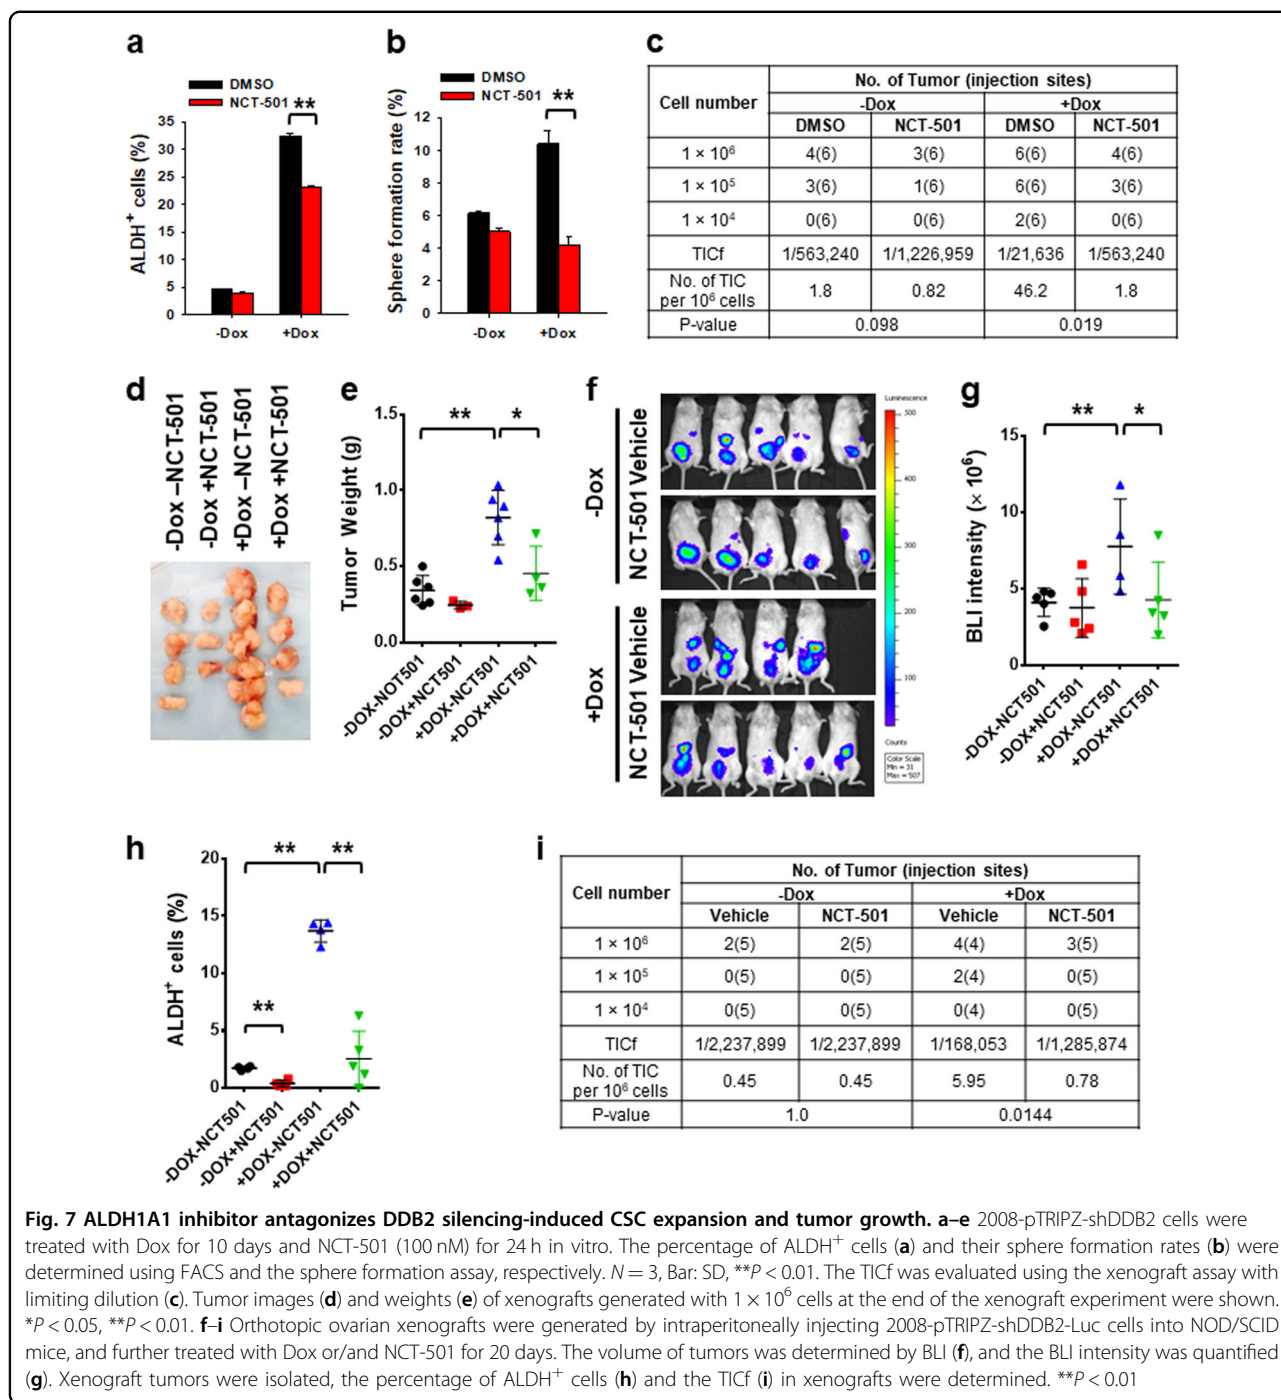 a
DMSO
NCT-501
**
ALDH+ cells (%)
35
30
25
20
15
10
5
0
-Dox
+Dox
b
DMSO
NCT-501
**
Sphere formation rate (%)
12
10
8
6
4
2
0
-Dox
+Dox
c
Cell number
No. of Tumor (injection sites)
-Dox +Dox
DMSO NCT-501 DMSO NCT-501
1 × 10⁶ 4(6) 3(6) 6(6) 4(6)
1 × 10⁵ 3(6) 1(6) 6(6) 3(6)
1 × 10⁴ 0(6) 0(6) 2(6) 0(6)
TICf 1/563,240 1/1,226,959 1/21,636 1/563,240
No. of TIC per 10⁶ cells 1.8 0.82 46.2 1.8
P-value 0.098 0.019
d
-Dox –NCT-501
-Dox +NCT-501
+Dox –NCT-501
+Dox +NCT-501
e
Tumor Weight (g)
1.5
1.0
0.5
0.0
** *
-DOX-NOT501
-DOX+NCT501
+DOX-NCT501
+DOX+NCT501
f
-Dox
Vehicle
NCT-501
+Dox
Vehicle
NCT-501
Luminescence
500
400
300
200
100
Counts
Color Scale
Min = 31
Max = 507
g
BLI intensity (× 10⁶)
15
10
5
0
** *
-DOX-NCT501
-DOX+NCT501
+DOX-NCT501
+DOX+NCT501
h
ALDH+ cells (%)
20
15
10
5
0
** **
**
-DOX-NCT501
-DOX+NCT501
+DOX-NCT501
+DOX+NCT501
i
Cell number
No. of Tumor (injection sites)
-Dox +Dox
Vehicle NCT-501 Vehicle NCT-501
1 × 10⁶ 2(5) 2(5) 4(4) 3(5)
1 × 10⁵ 0(5) 0(5) 2(4) 0(5)
1 × 10⁴ 0(5) 0(5) 0(4) 0(5)
TICf 1/2,237,899 1/2,237,899 1/168,053 1/1,285,874
No. of TIC per 10⁶ cells 0.45 0.45 5.95 0.78
P-value 1.0 0.0144
Fig. 7 ALDH1A1 inhibitor antagonizes DDB2 silencing-induced CSC expansion and tumor growth. a–e 2008-pTRIPZ-shDDB2 cells were
treated with Dox for 10 days and NCT-501 (100 nM) for 24 h in vitro. The percentage of ALDH+ cells (a) and their sphere formation rates (b) were
determined using FACS and the sphere formation assay, respectively. N = 3, Bar: SD, **P < 0.01. The TICf was evaluated using the xenograft assay with
limiting dilution (c). Tumor images (d) and weights (e) of xenografts generated with 1 × 10⁶ cells at the end of the xenograft experiment were shown.
*P < 0.05, **P < 0.01. f–i Orthotopic ovarian xenografts were generated by intraperitoneally injecting 2008-pTRIPZ-shDDB2-Luc cells into NOD/SCID
mice, and further treated with Dox or/and NCT-501 for 20 days. The volume of tumors was determined by BLI (f), and the BLI intensity was quantified
(g). Xenograft tumors were isolated, the percentage of ALDH+ cells (h) and the TICf (i) in xenografts were determined. **P < 0.01